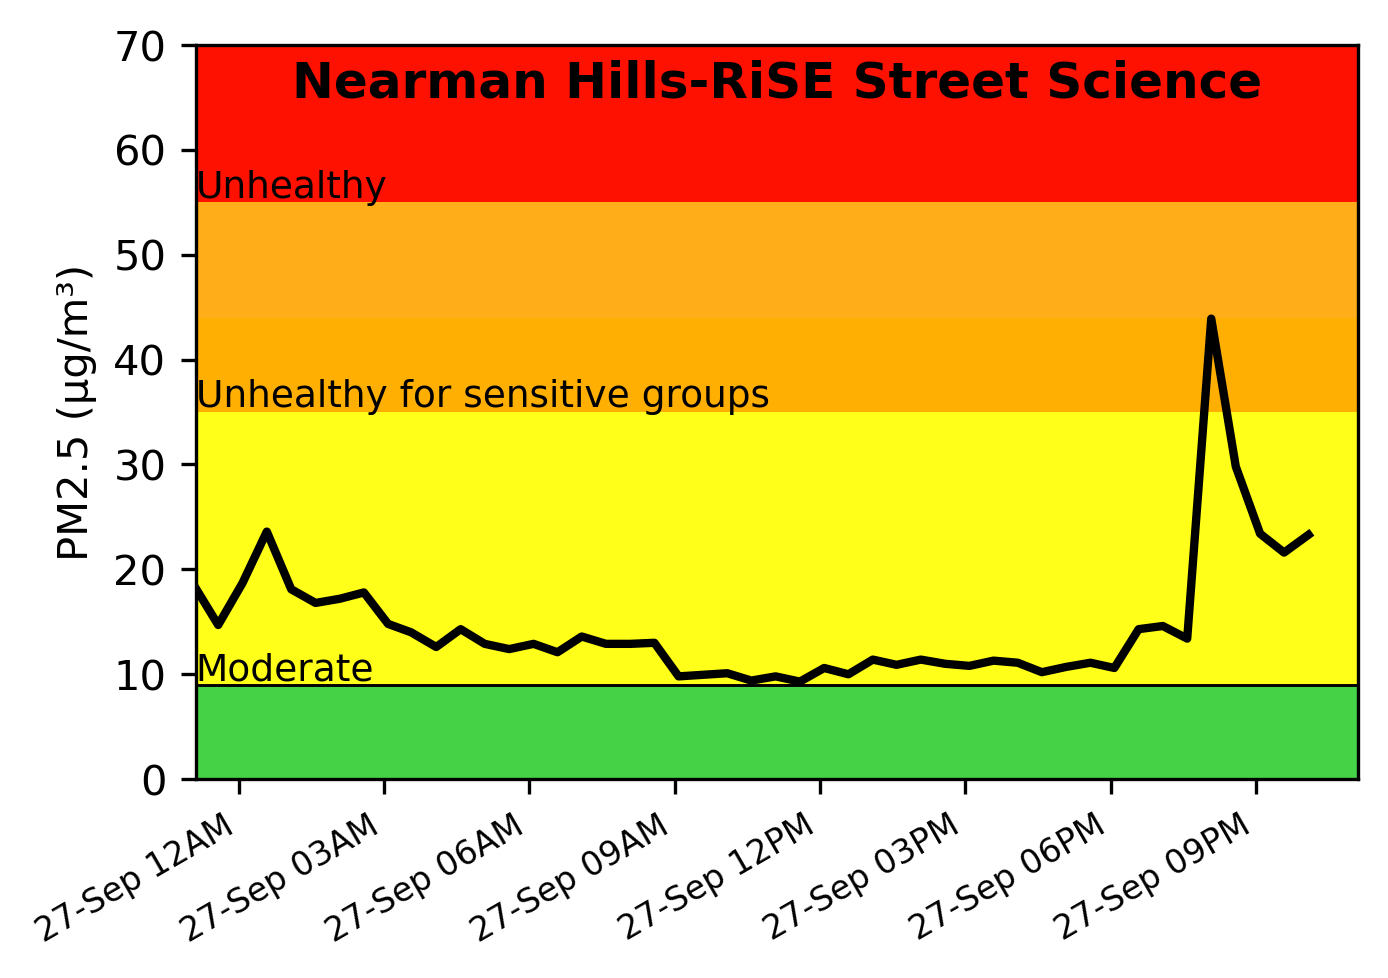 Nearman Hills-RiSE Street Science
70
60
Unhealthy
50
40
Unhealthy for sensitive groups
30
20
Moderate
10
0
PM2.5 (μg/m³)
27-Sep 12AM
27-Sep 03AM
27-Sep 06AM
27-Sep 09AM
27-Sep 12PM
27-Sep 03PM
27-Sep 06PM
27-Sep 09PM